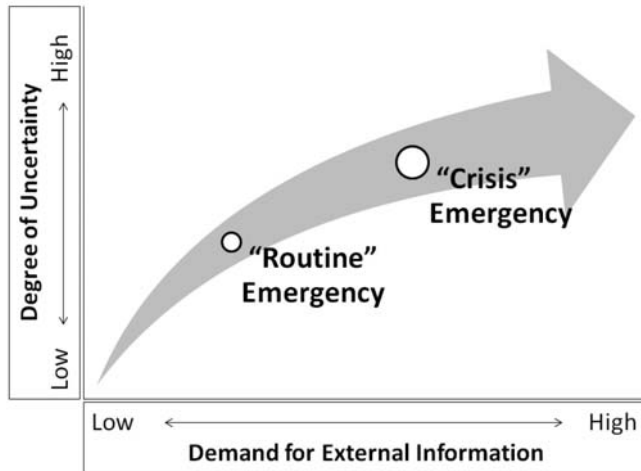 High
Degree of Uncertainty
Low
“Crisis”
Emergency
“Routine”
Emergency
Low
High
Demand for External Information